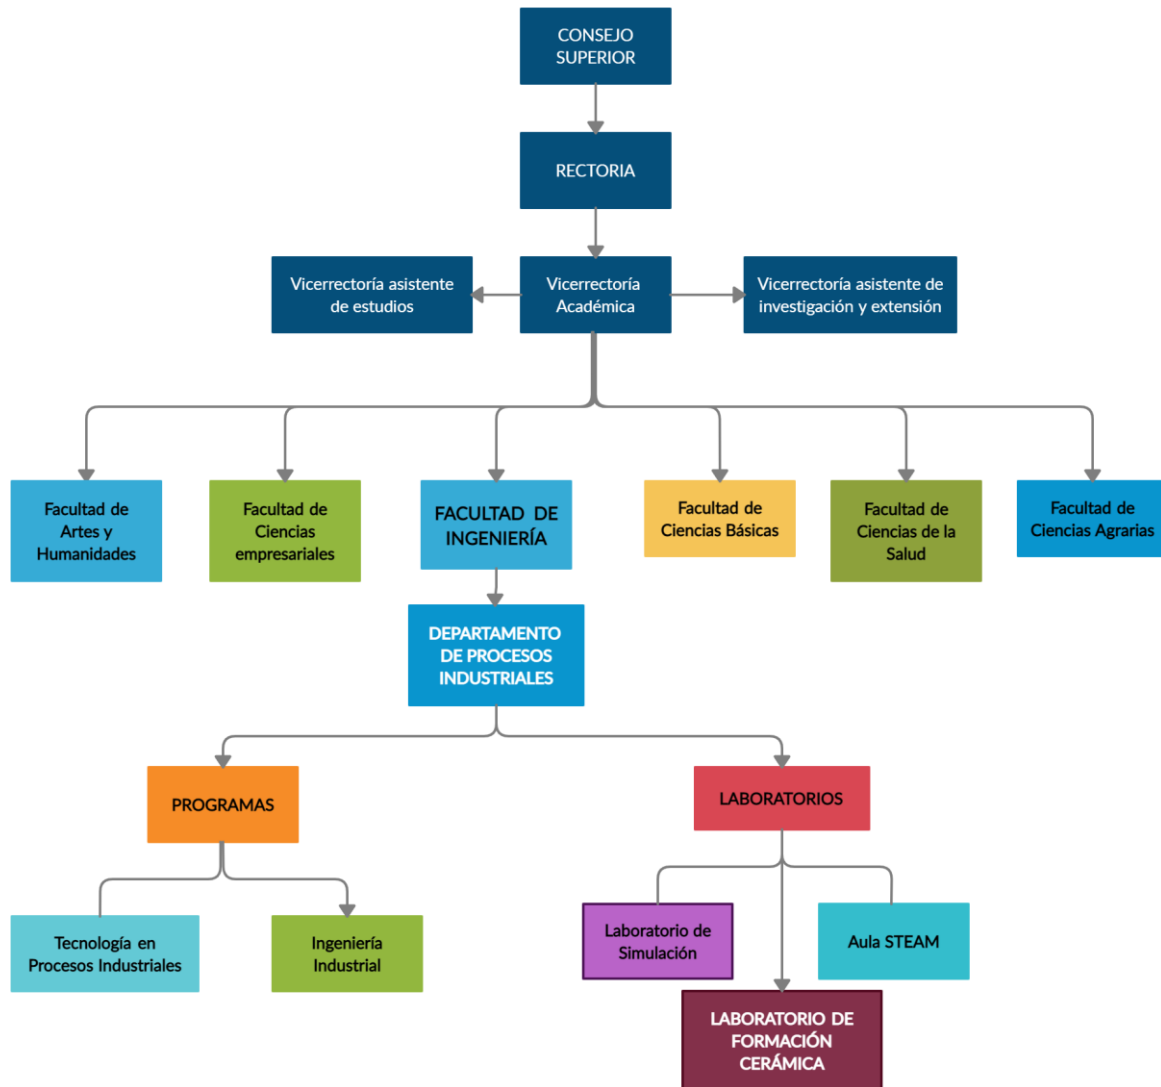 CONSEJO
SUPERIOR
RECTORIA
Vicerrectoría asistente
de estudios
Vicerrectoría
Académica
Vicerrectoría asistente de
investigación y extensión
Facultad de
Artes y
Humanidades
Facultad de
Ciencias
empresariales
FACULTAD DE
INGENIERÍA
Facultad de
Ciencias Básicas
Facultad de
Ciencias de la
Salud
Facultad de
Ciencias Agrarias
DEPARTAMENTO
DE PROCESOS
INDUSTRIALES
PROGRAMAS
LABORATORIOS
Tecnología en
Procesos Industriales
Ingeniería
Industrial
Laboratorio de
Simulación
Aula STEAM
LABORATORIO DE
FORMACIÓN
CERÁMICA